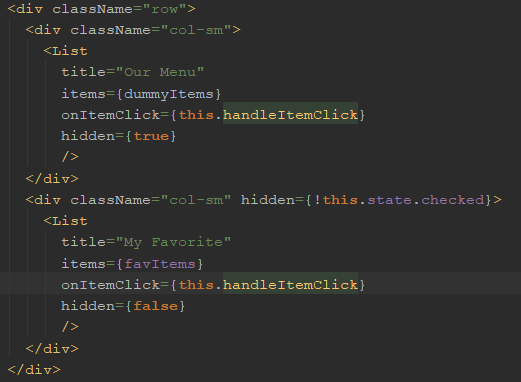 <div className="row">
<div className="col-sm">
<List
title="Our Menu"
items={dummyItems}
onItemClick={this.handleItemClick}
hidden={true}
/>
</div>
<div className="col-sm" hidden={!this.state.checked}>
<List
title="My Favorite"
items={favItems}
onItemClick={this.handleItemClick}
hidden={false}
/>
</div>
</div>